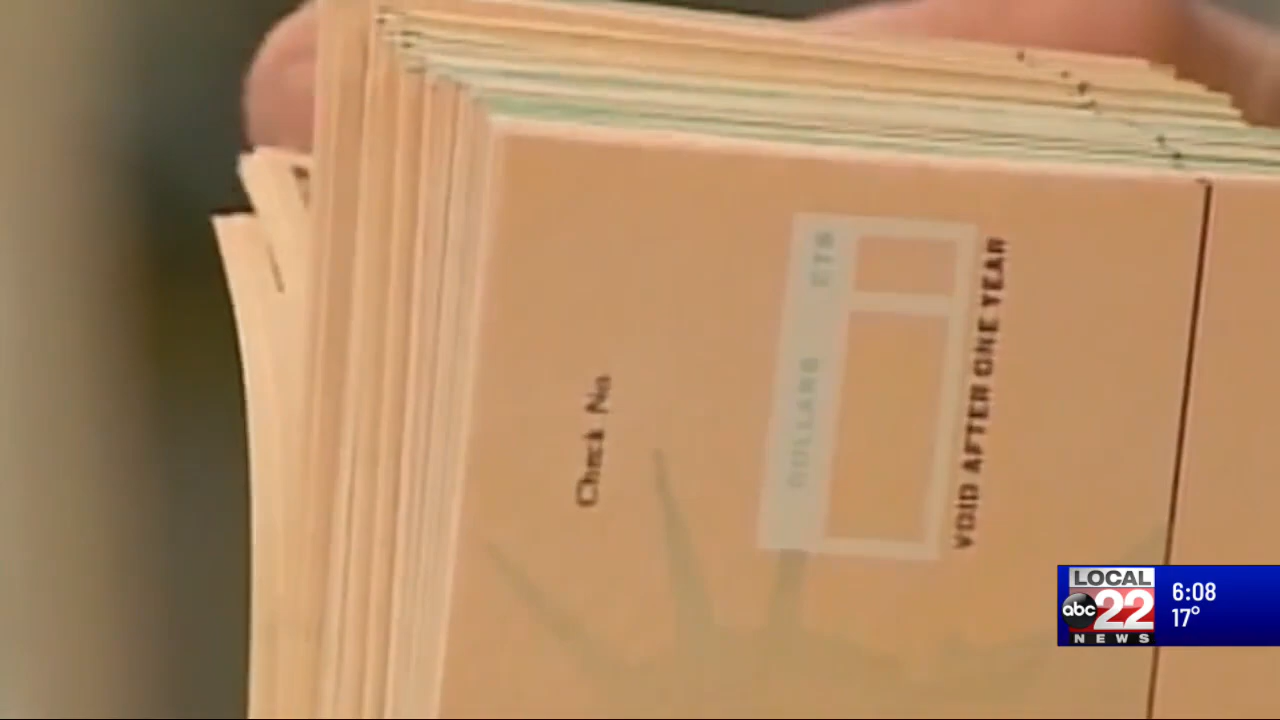 Check No
DOLLARS CTS
VOID AFTER ONE YEAR
LOCAL
abc 22
NEWS
6:08
17°